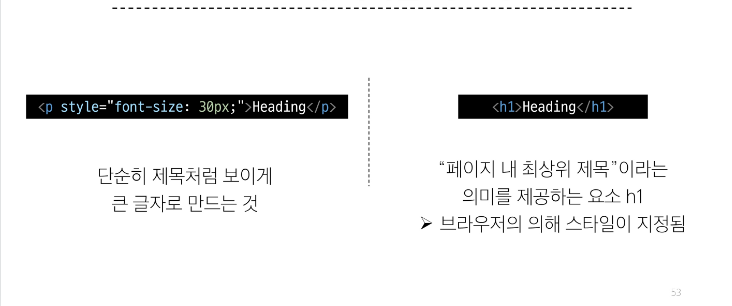 <p style="font-size: 30px;">Heading</p>
단순히 제목처럼 보이게
큰 글자로 만드는 것
<h1>Heading</h1>
“페이지 내 최상위 제목”이라는
의미를 제공하는 요소 h1
➢ 브라우저의 의해 스타일이 지정됨
53